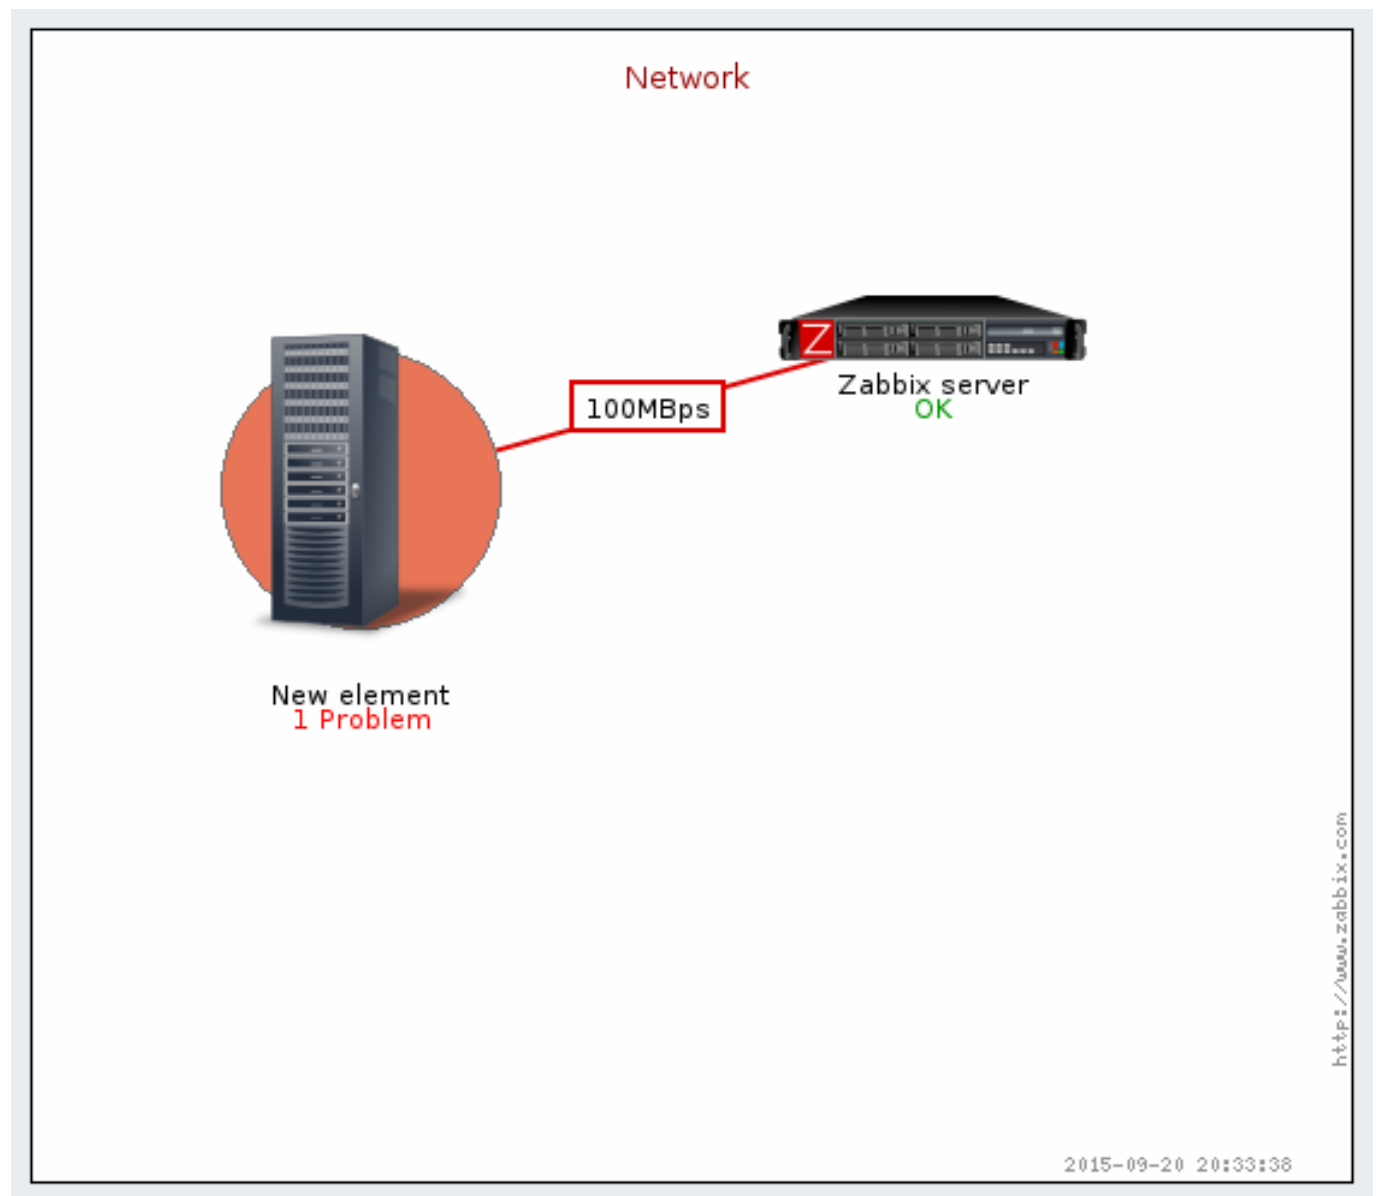 Network
Z
Zabbix server
OK
100MBps
New element
1 Problem
http://www.zabbix.com
2015-09-20 20:33:38